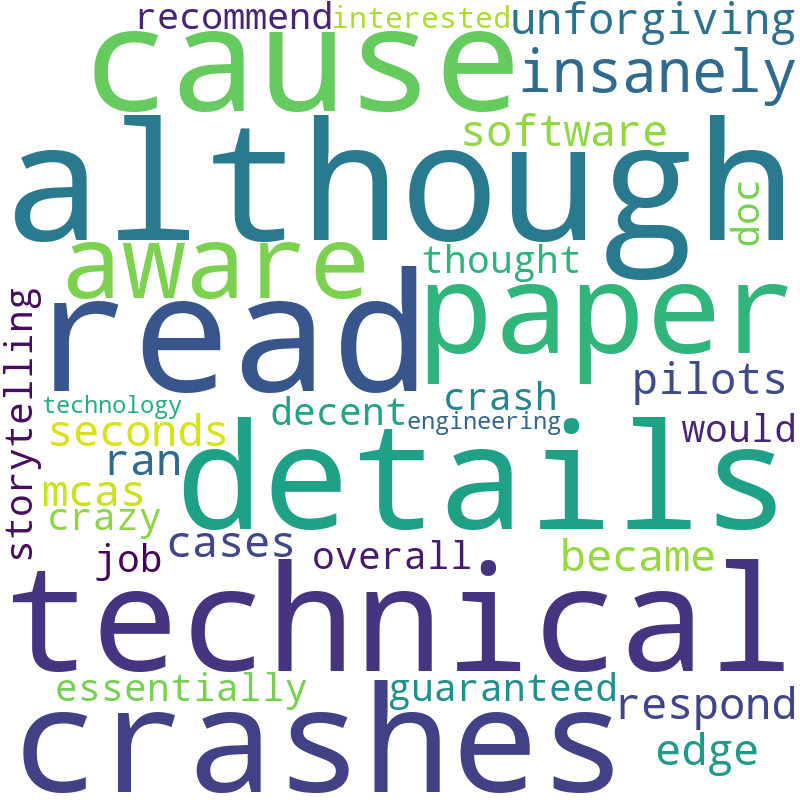 recommend interested unforgiving
cause insanely
software
although
doc
aware thought
read paper
storytelling
pilots
technology decent crash engineering would
seconds
ran details
mcas
crazy
cases
job overall became
technical
essentially guaranteed respond
crashes edge